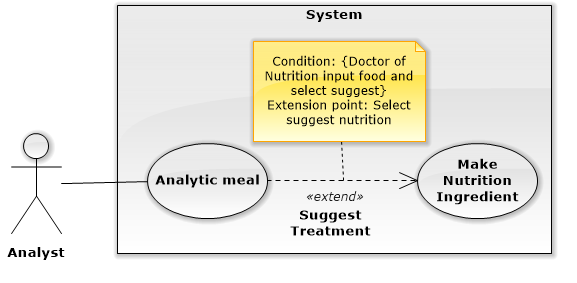 System
Condition: {Doctor of
Nutrition input food and
select suggest}
Extension point: Select
suggest nutrition
Analytic meal
Make
Nutrition
Ingredient
«extend»
Suggest
Treatment
Analyst